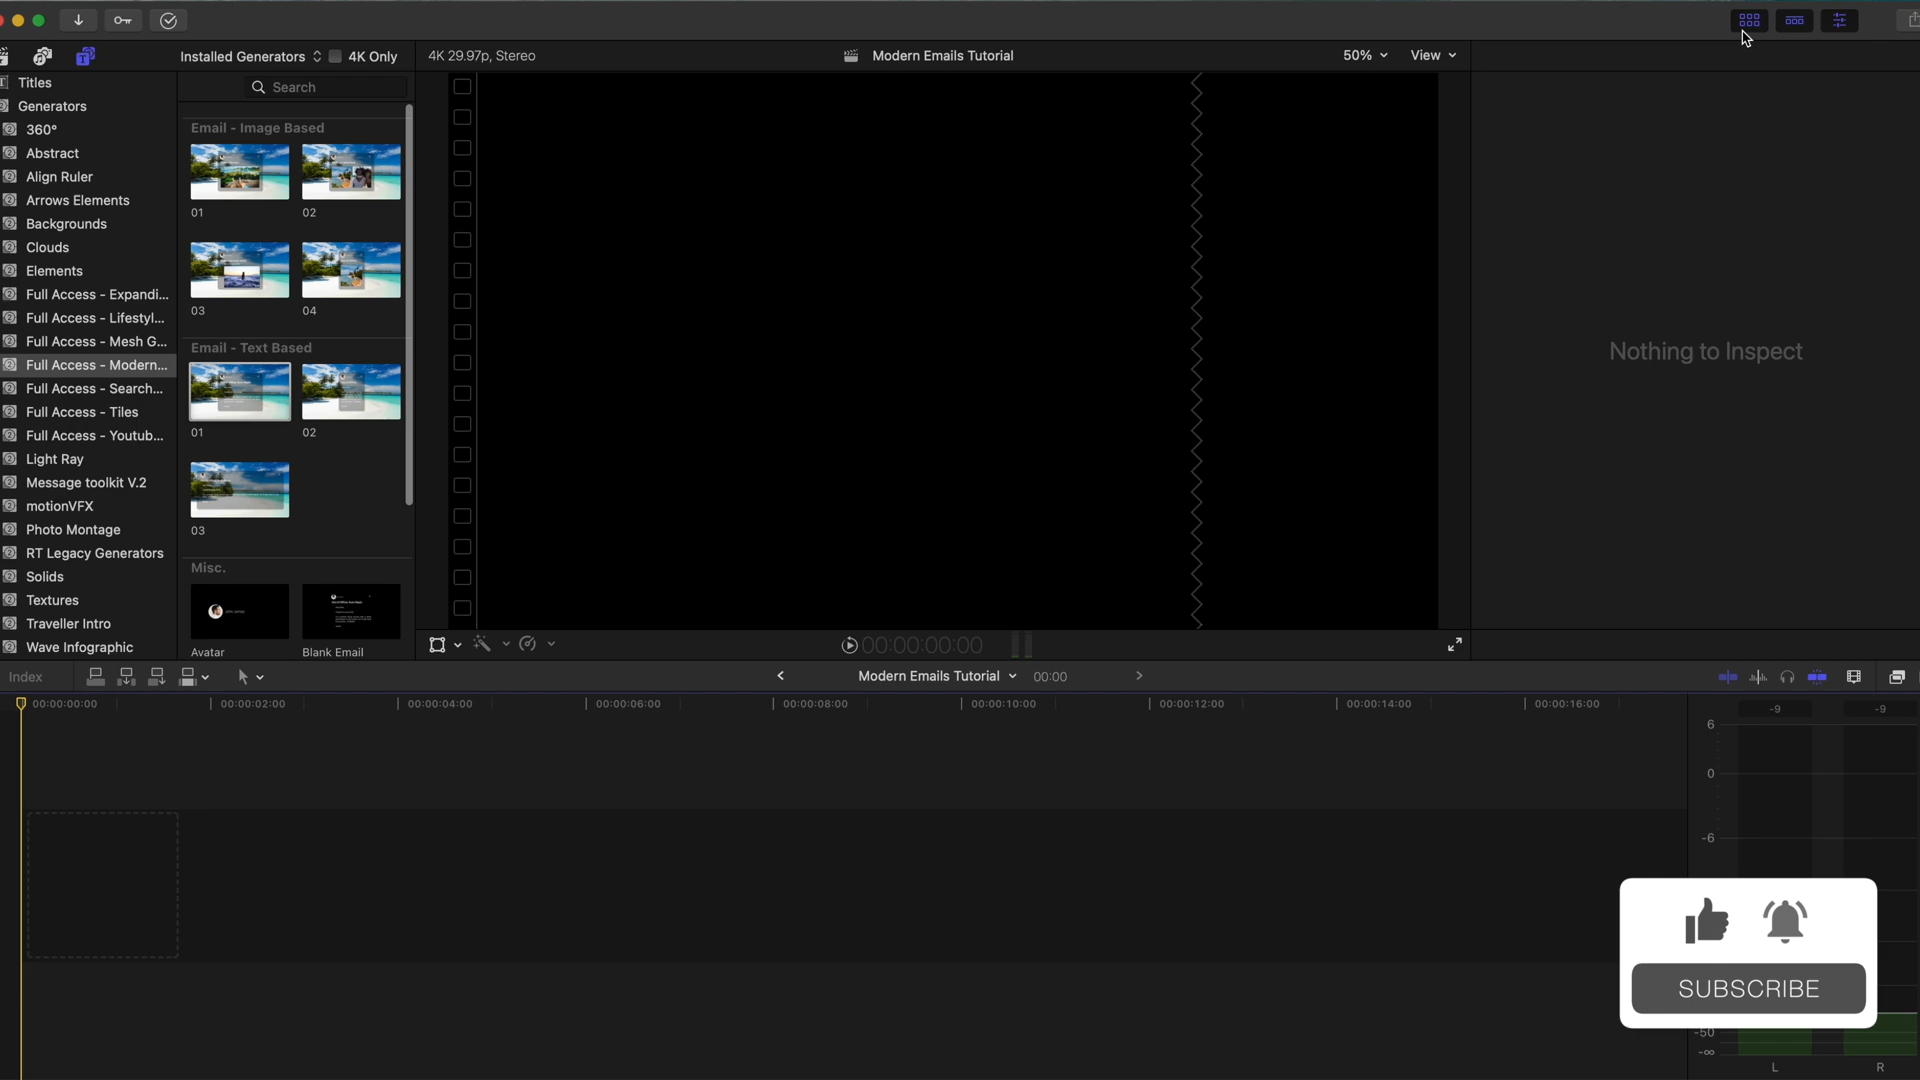 Installed Generators
4K Only
4K 29.97p, Stereo
Modern Emails Tutorial
50%
View
Titles
Generators
360°
Abstract
Align Ruler
Arrows Elements
Backgrounds
Clouds
Elements
Full Access - Expandi...
Full Access - Lifestyl...
Full Access - Mesh G...
Full Access - Modern...
Full Access - Search...
Full Access - Tiles
Full Access - Youtub...
Light Ray
Message toolkit V.2
motionVFX
Photo Montage
RT Legacy Generators
Solids
Textures
Traveller Intro
Wave Infographic
Search
Email - Image Based
01
02
03
04
Email - Text Based
01
02
03
Misc.
Avatar
Blank Email
Nothing to Inspect
00:00:00:00
Index
Modern Emails Tutorial
00:00
00:00:00:00
00:00:02:00
00:00:04:00
00:00:06:00
00:00:08:00
00:00:10:00
00:00:12:00
00:00:14:00
00:00:16:00
-9
-9
6
0
-6
-50
-∞
L
R
SUBSCRIBE